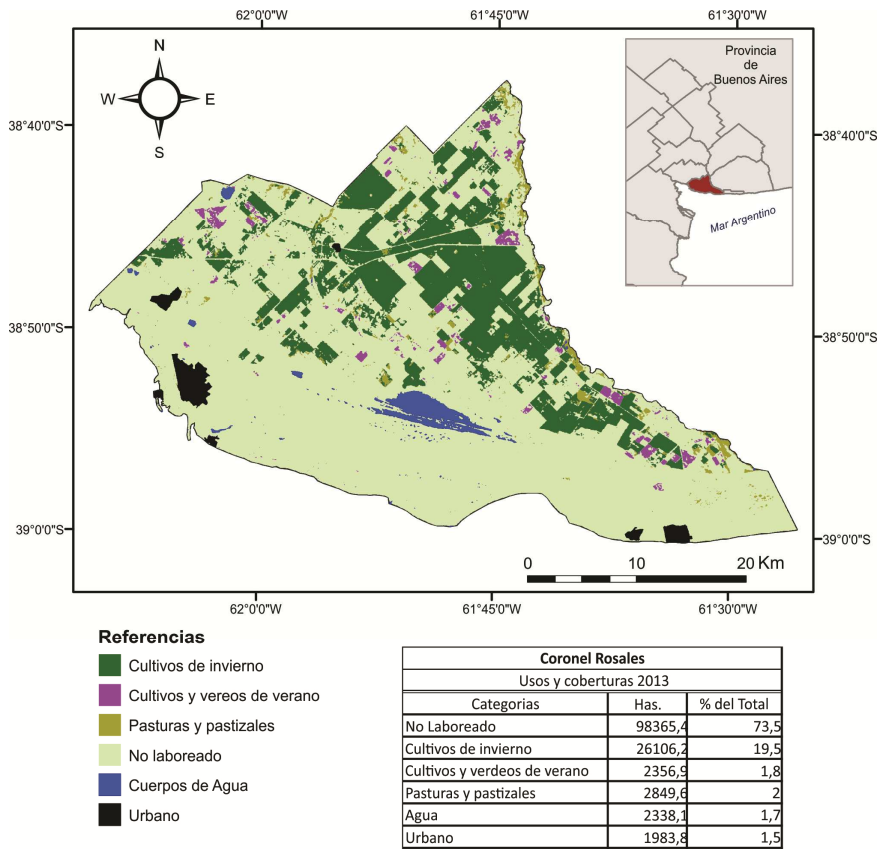 62°0'0"W 61°45'0"W 61°30'0"W
N
W E
S
Provincia
de
Buenos Aires
Mar Argentino
38°40'0"S 38°40'0"S
38°50'0"S 38°50'0"S
39°0'0"S 39°0'0"S
0 10 20 Km
62°0'0"W 61°45'0"W 61°30'0"W
Referencias
Cultivos de invierno
Cultivos y vereos de verano
Pasturas y pastizales
No laboreado
Cuerpos de Agua
Urbano
Coronel Rosales
Usos y coberturas 2013
Categorias Has. % del Total
No Laboreado 98365,4 73,5
Cultivos de invierno 26106,2 19,5
Cultivos y verdeos de verano 2356,9 1,8
Pasturas y pastizales 2849,6 2
Agua 2338,1 1,7
Urbano 1983,8 1,5